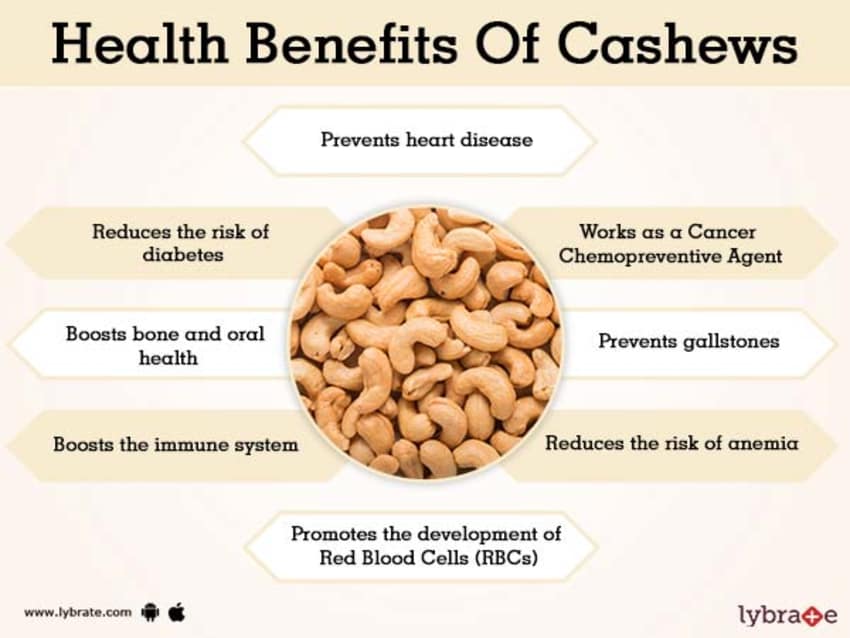 Health Benefits Of Cashews
Prevents heart disease
Reduces the risk of
diabetes
Works as a Cancer
Chemopreventive Agent
Boosts bone and oral
health
Prevents gallstones
Boosts the immune system
Reduces the risk of anemia
Promotes the development of
Red Blood Cells (RBCs)
www.lybrate.com
lybrate